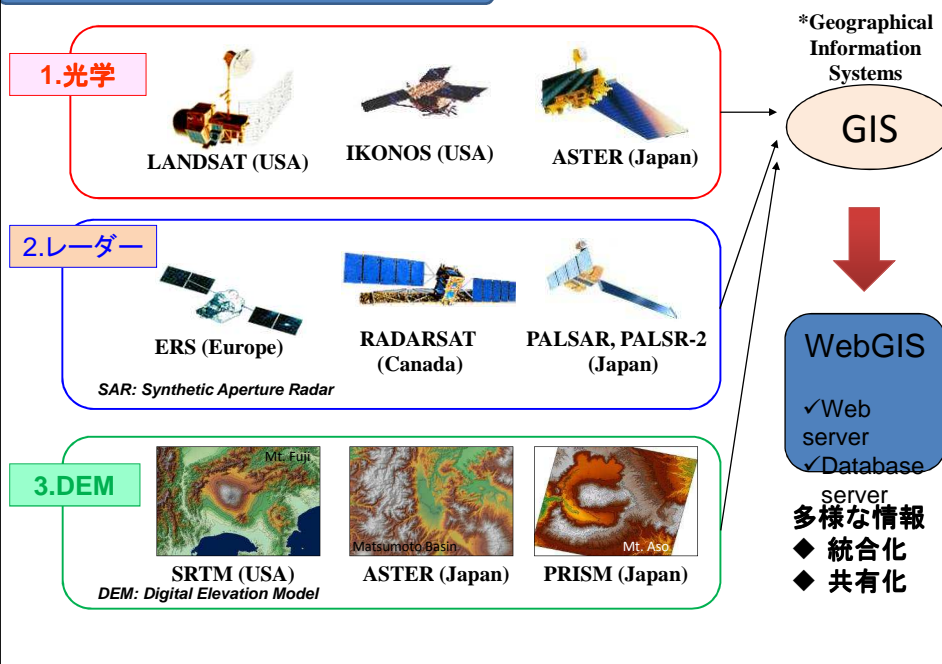 *Geographical
Information
Systems
GIS
1.光学
LANDSAT (USA)
IKONOS (USA)
ASTER (Japan)
2.レーダー
ERS (Europe)
RADARSAT
(Canada)
PALSAR, PALSR-2
(Japan)
SAR: Synthetic Aperture Radar
3.DEM
Mt. Fuji
Matsumoto Basin
Mt. Aso
SRTM (USA)
ASTER (Japan)
PRISM (Japan)
DEM: Digital Elevation Model
WebGIS
✓Web
server
✓Database
server
多様な情報
◆ 統合化
◆ 共有化